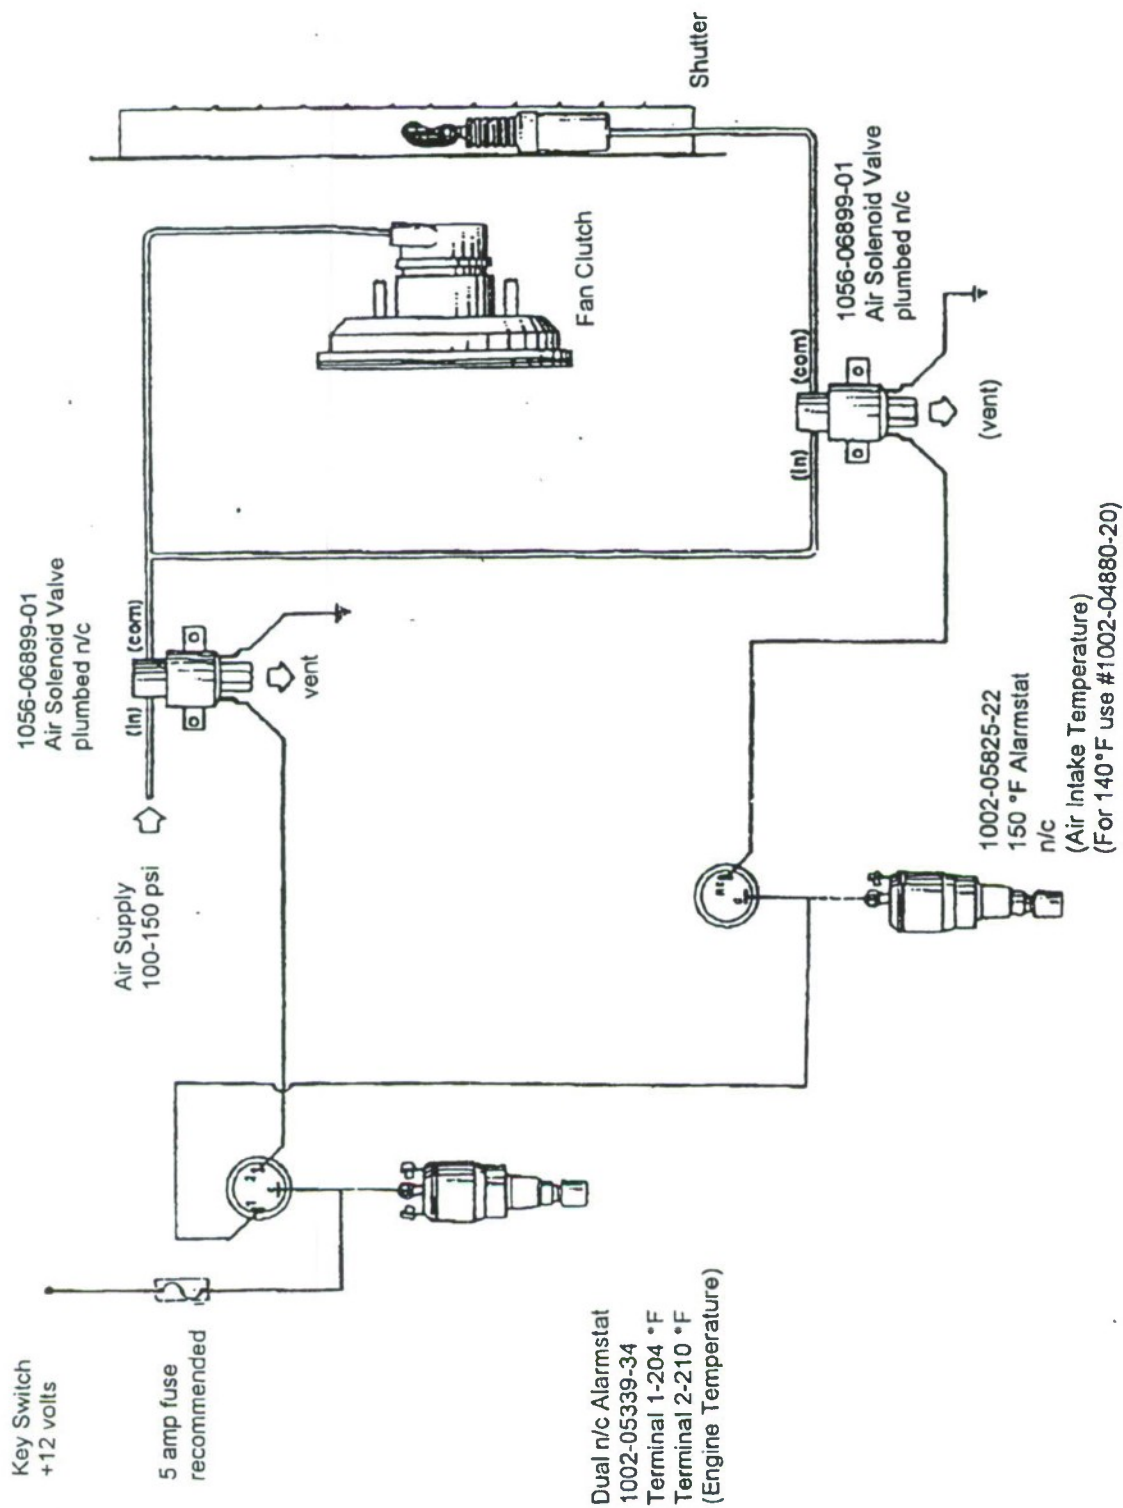 Key Switch
+12 volts
5 amp fuse
recommended
Dual n/c Alarmstat
1002-05339-34
Terminal 1-204 °F
Terminal 2-210 °F
(Engine Temperature)
Air Supply
100-150 psi
1056-06899-01
Air Solenoid Valve
plumbed n/c
(In)
(com)
vent
1002-05825-22
150 °F Alarmstat
n/c
(Air Intake Temperature)
(For 140°F use #1002-04880-20)
Fan Clutch
(In)
(com)
(vent)
1056-06899-01
Air Solenoid Valve
plumbed n/c
Shutter